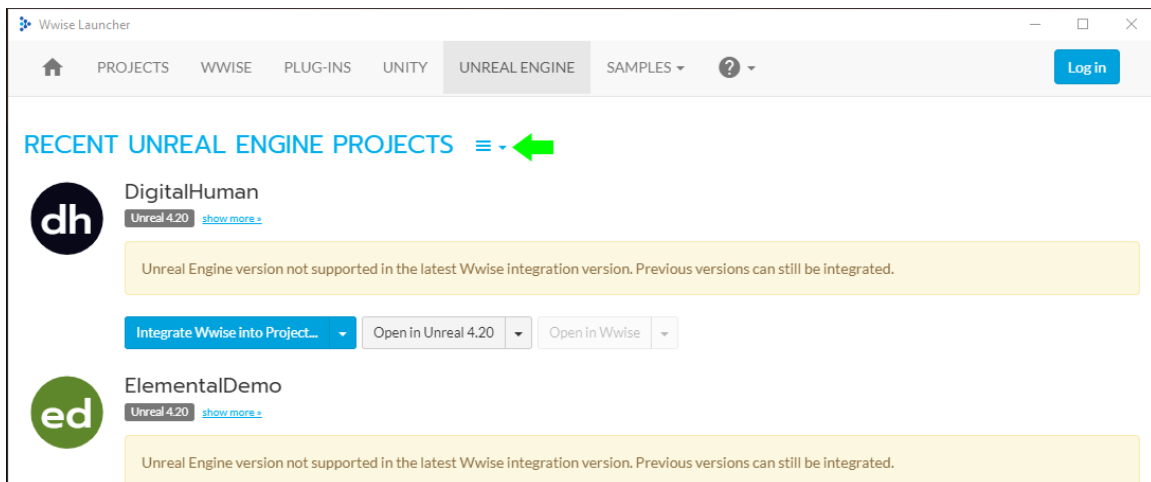 Wwise Launcher
PROJECTS WWISE PLUG-INS UNITY UNREAL ENGINE SAMPLES ? Log in
RECENT UNREAL ENGINE PROJECTS
dh
DigitalHuman
Unreal 4.20 show more »
Unreal Engine version not supported in the latest Wwise integration version. Previous versions can still be integrated.
Integrate Wwise into Project... Open in Unreal 4.20 Open in Wwise
ed
ElementalDemo
Unreal 4.20 show more »
Unreal Engine version not supported in the latest Wwise integration version. Previous versions can still be integrated.